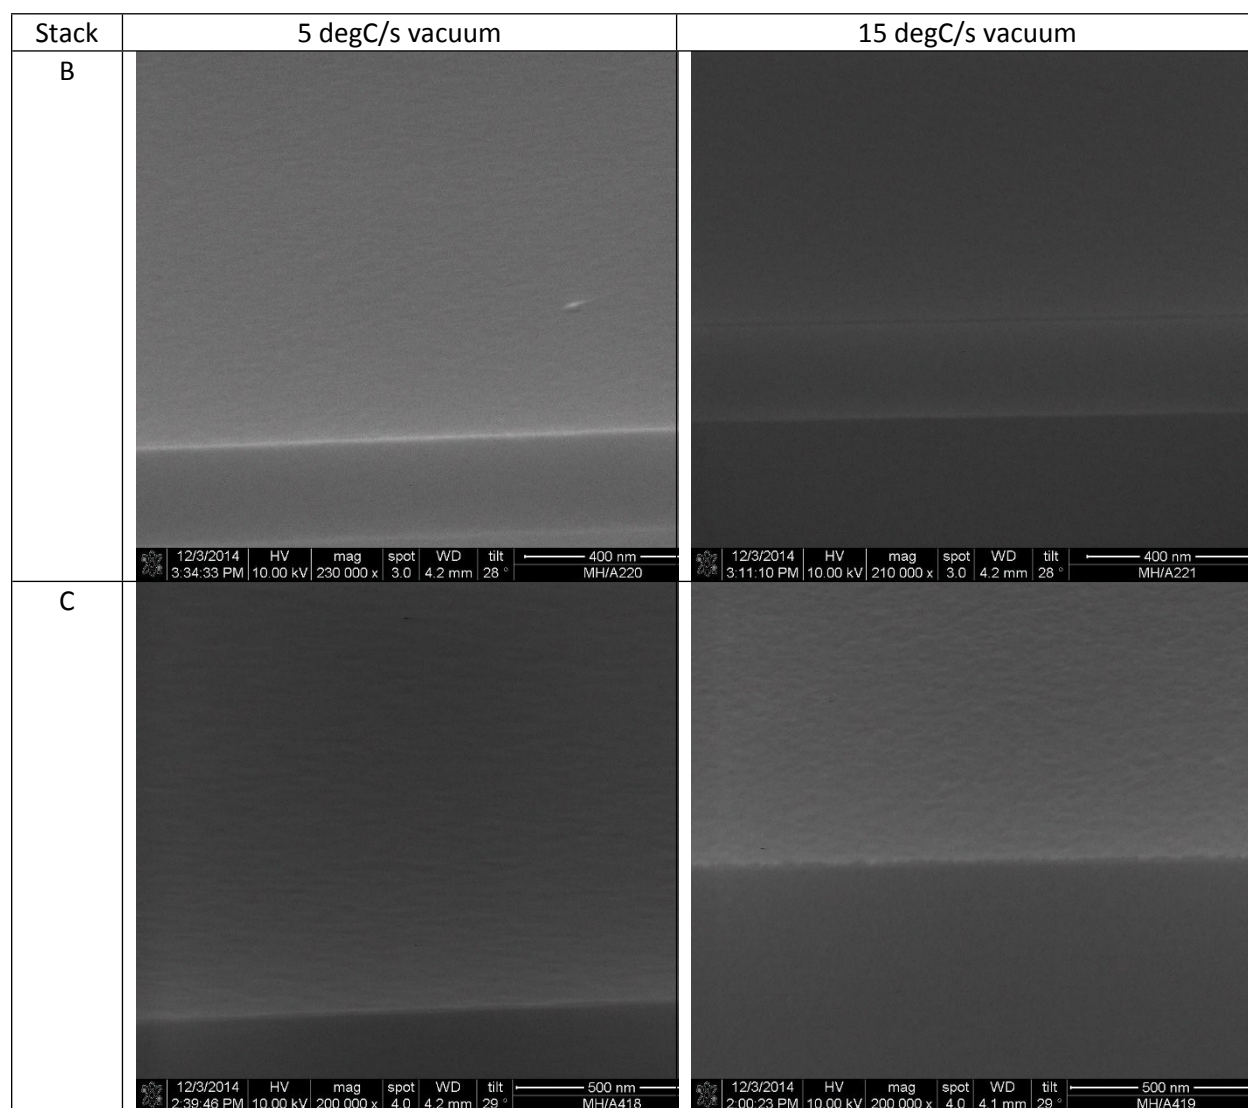 Stack 5 degC/s vacuum 15 degC/s vacuum
B
12/3/2014 HV mag spot WD tilt 400 nm
3:34:33 PM 10.00 kV 230 000 x 3.0 4.2 mm 28 ° MH/A220
12/3/2014 HV mag spot WD tilt 400 nm
3:11:10 PM 10.00 kV 210 000 x 3.0 4.2 mm 28 ° MH/A221
C
12/3/2014 HV mag spot WD tilt 500 nm
2:39:46 PM 10.00 kV 200 000 x 4.0 4.2 mm 29 ° MH/A418
12/3/2014 HV mag spot WD tilt 500 nm
2:00:23 PM 10.00 kV 200 000 x 4.0 4.1 mm 29 ° MH/A419